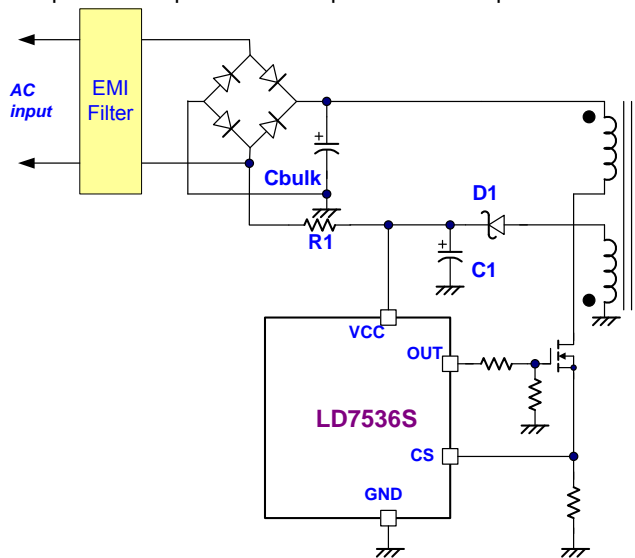 AC
input
EMI
Filter
+
Cbulk
D1
R1
+
C1
VCC
OUT
LD7536S
CS
GND